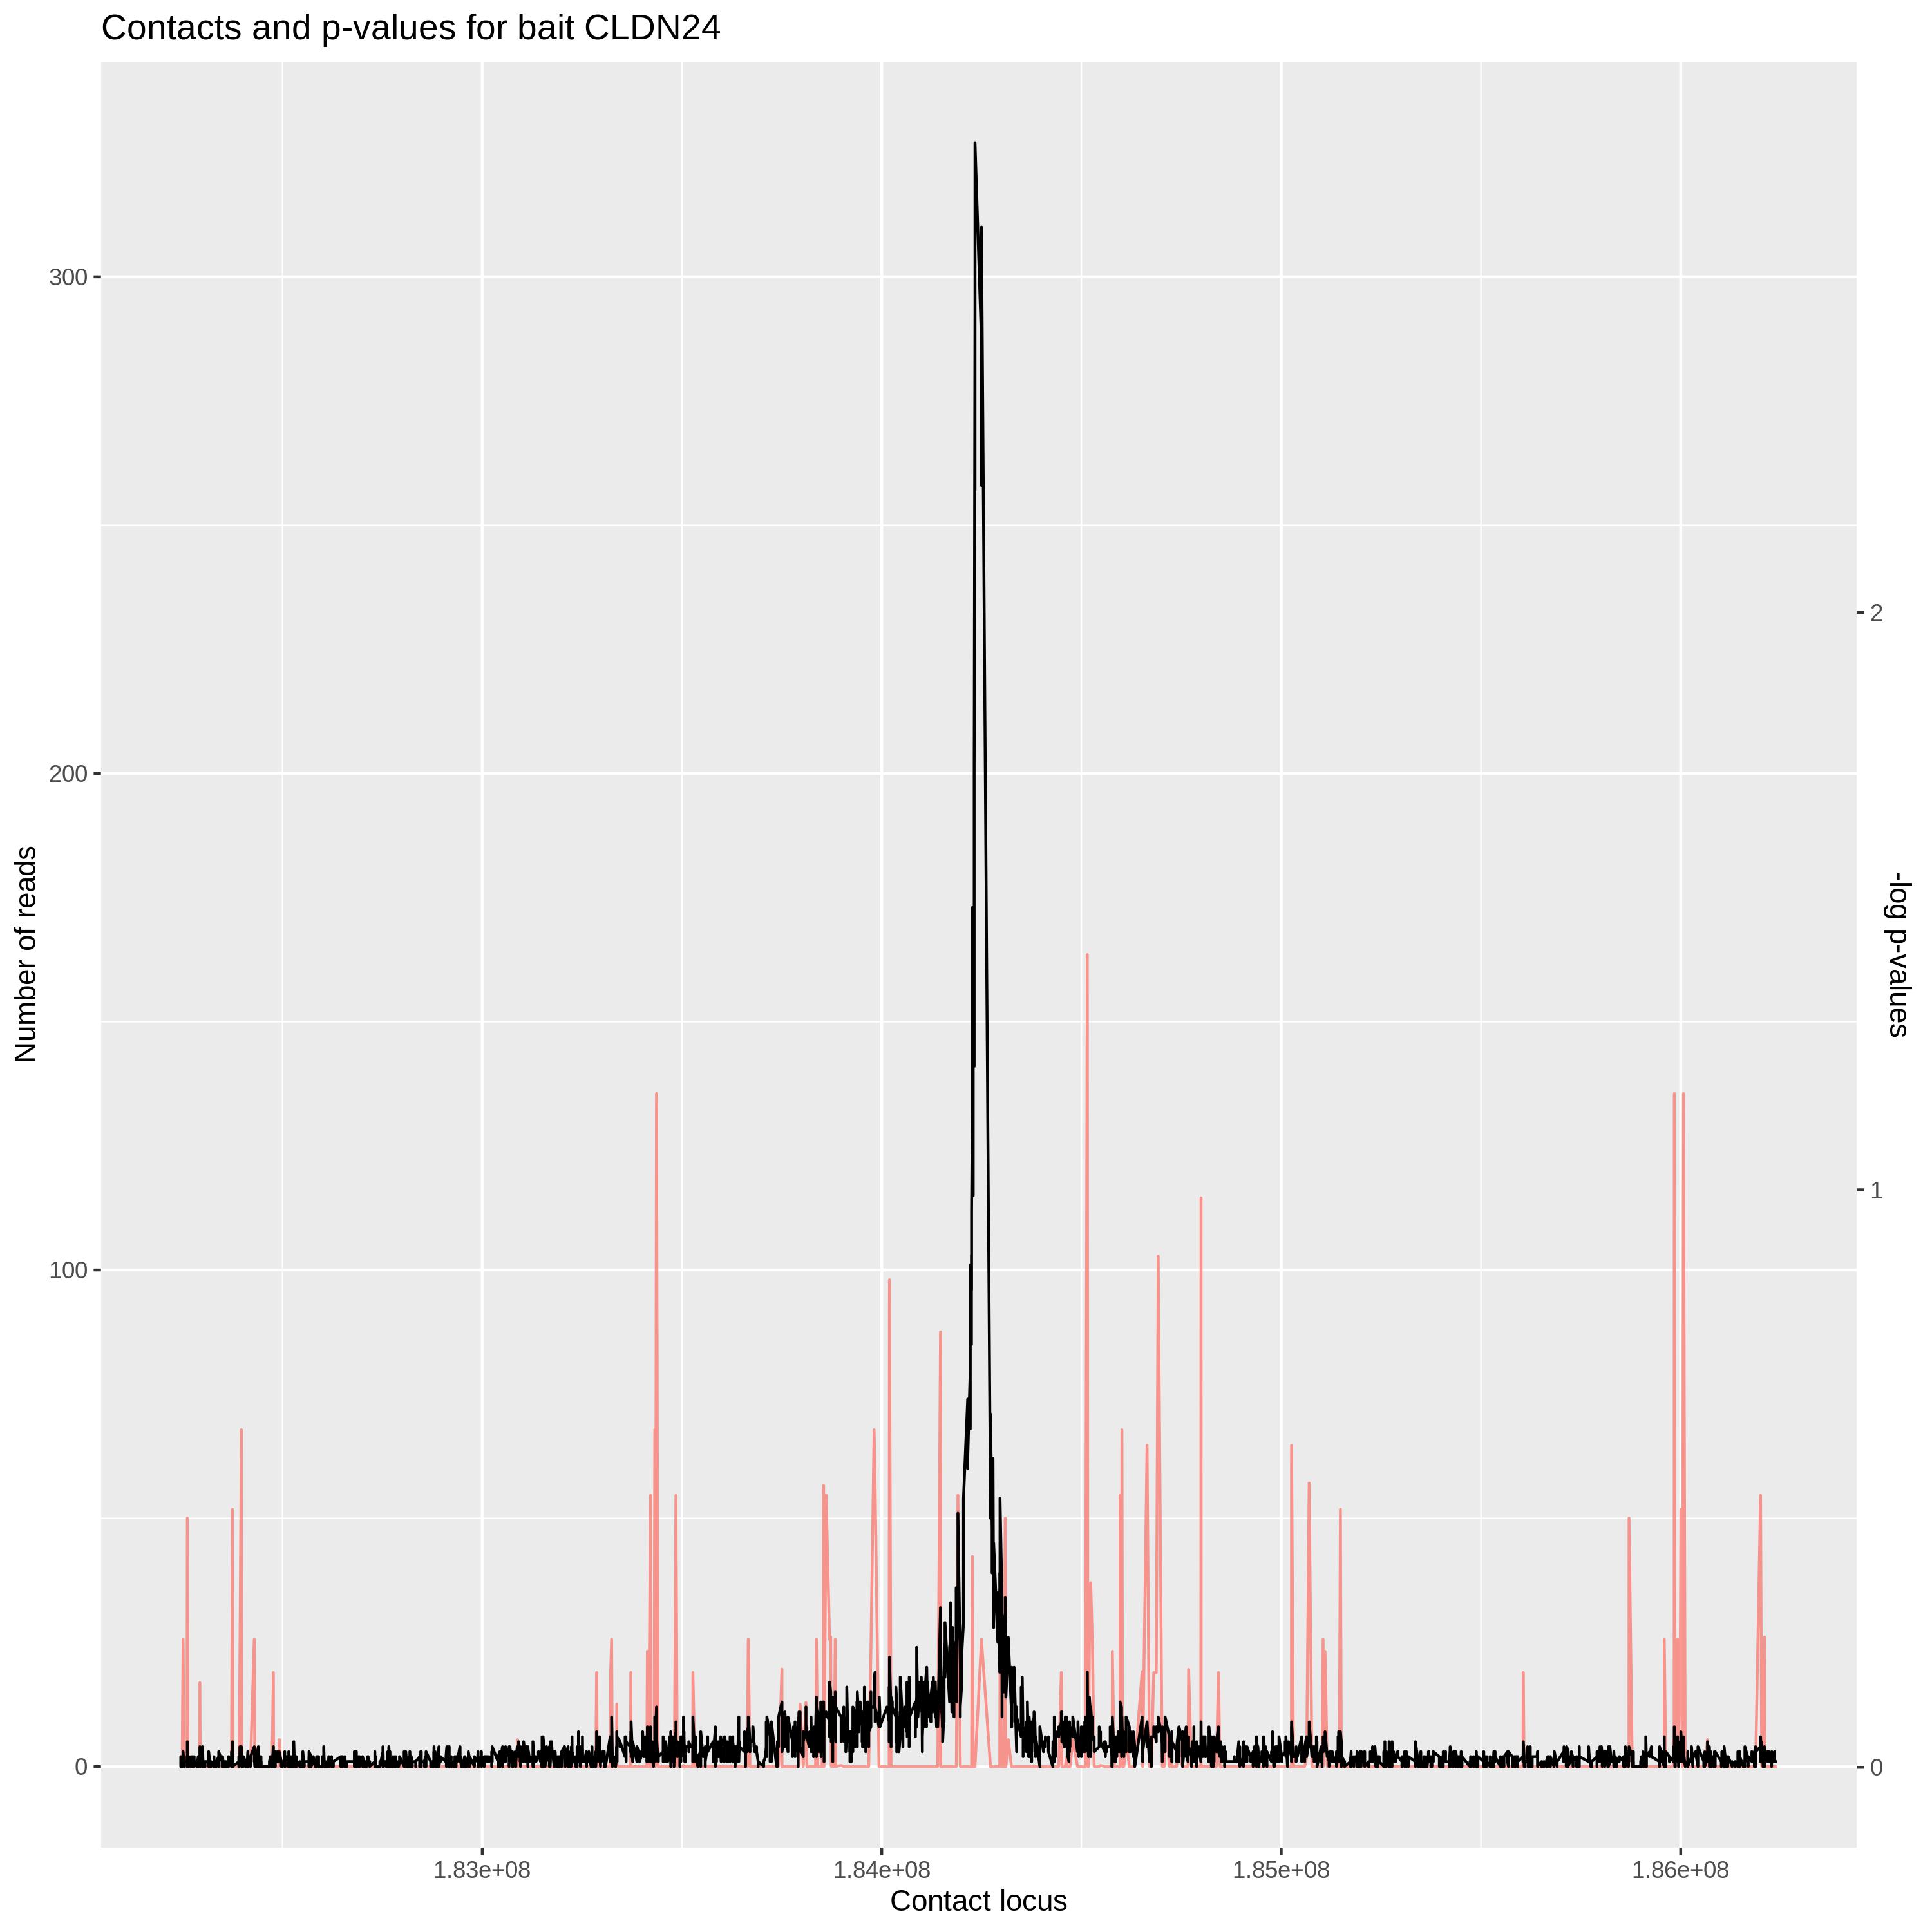 Contacts and p-values for bait CLDN24
300
200
100
0
Number of reads
2
1
0
-log p-values
1.83e+08
1.84e+08
1.85e+08
1.86e+08
Contact locus